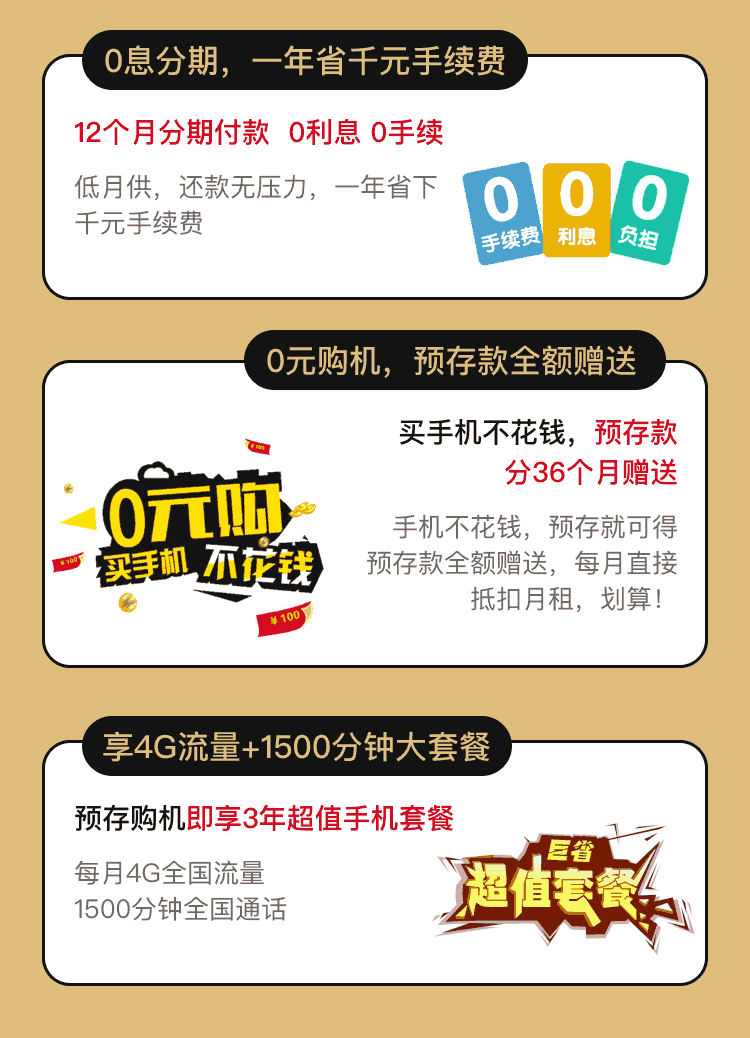 0息分期，一年省千元手续费
12个月分期付款 0利息 0手续
低月供，还款无压力，一年省下
千元手续费
0 0 0
手续费 利息 负担
0元购机，预存款全额赠送
买手机不花钱，预存款
分36个月赠送
手机不花钱，预存就可得
预存款全额赠送，每月直接
抵扣月租，划算！
¥100
0元购
买手机 不花钱
¥100
¥100
享4G流量+1500分钟大套餐
预存购机即享3年超值手机套餐
每月4G全国流量
1500分钟全国通话
巨省
超值套餐